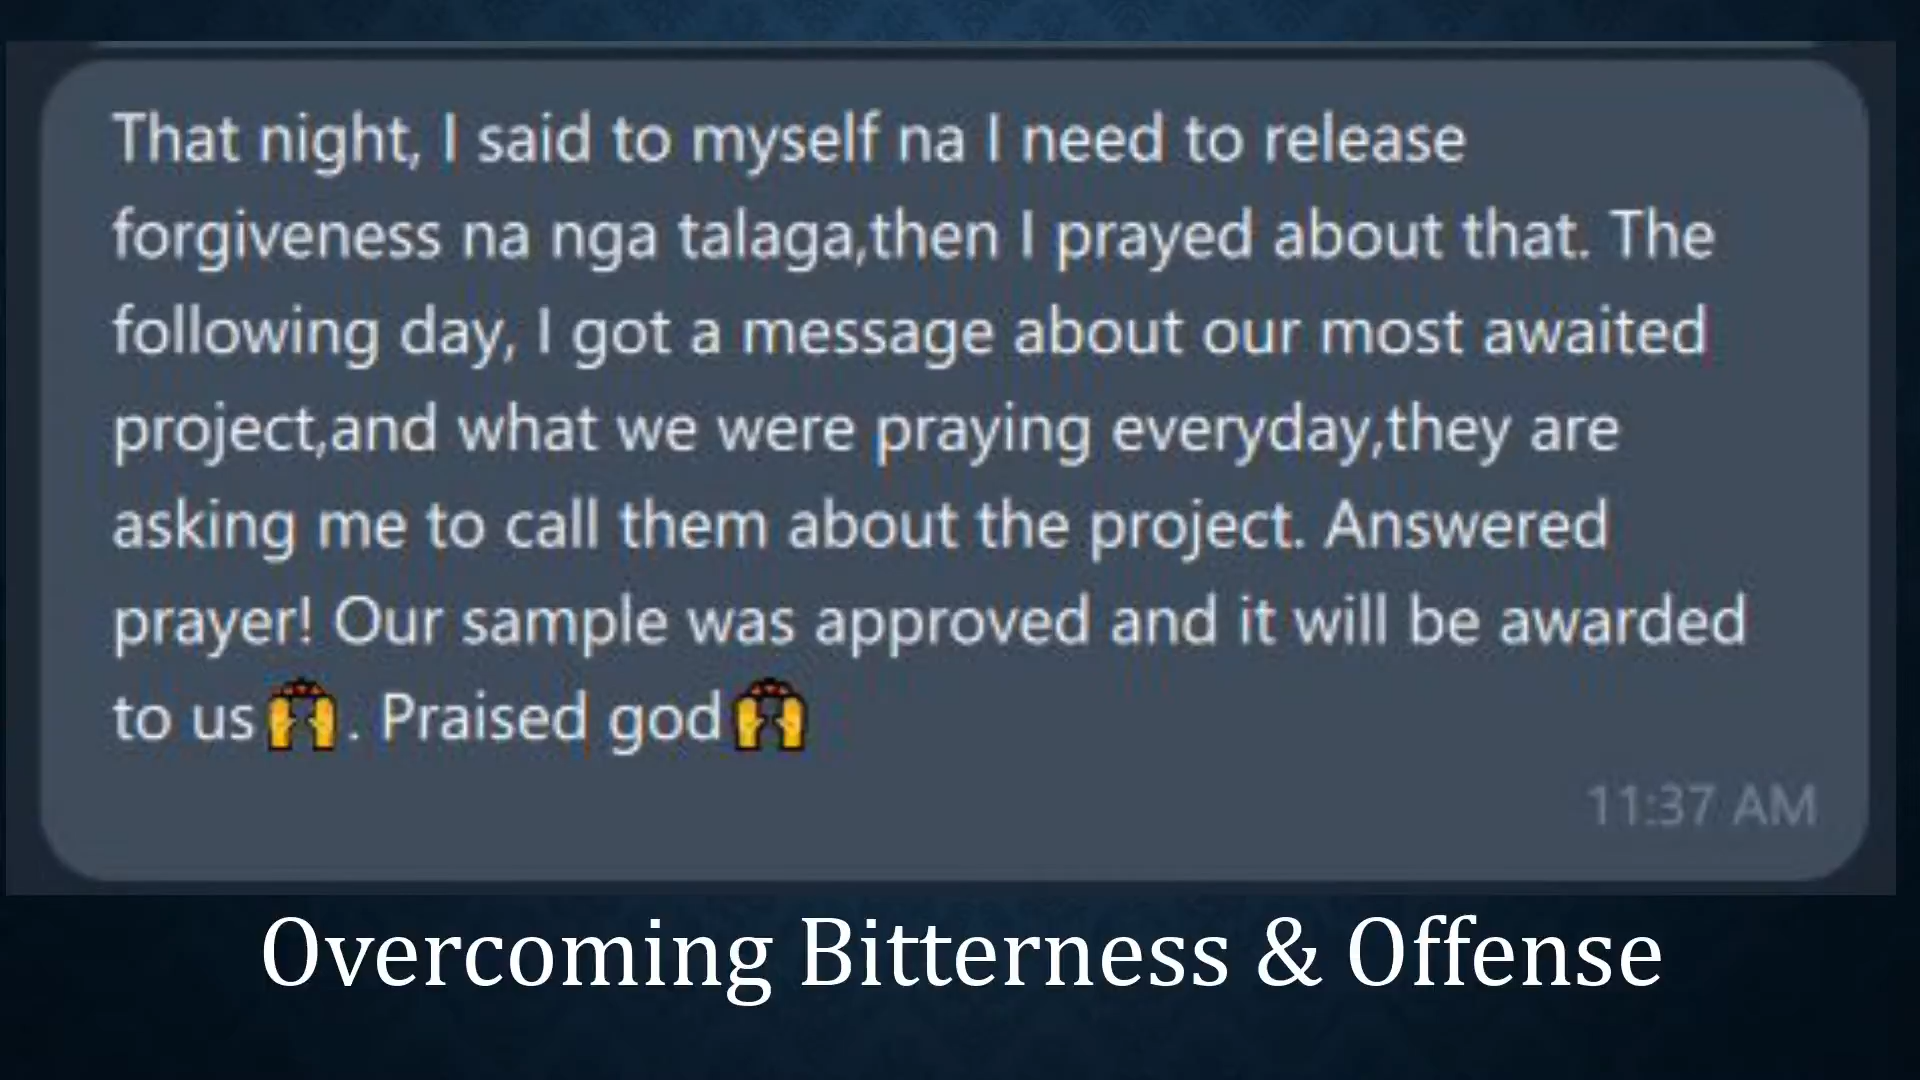 That night, I said to myself na I need to release
forgiveness na nga talaga,then I prayed about that. The
following day, I got a message about our most awaited
project,and what we were praying everyday,they are
asking me to call them about the project. Answered
prayer! Our sample was approved and it will be awarded
to us🙌. Praised god🙌
11:37 AM
Overcoming Bitterness & Offense